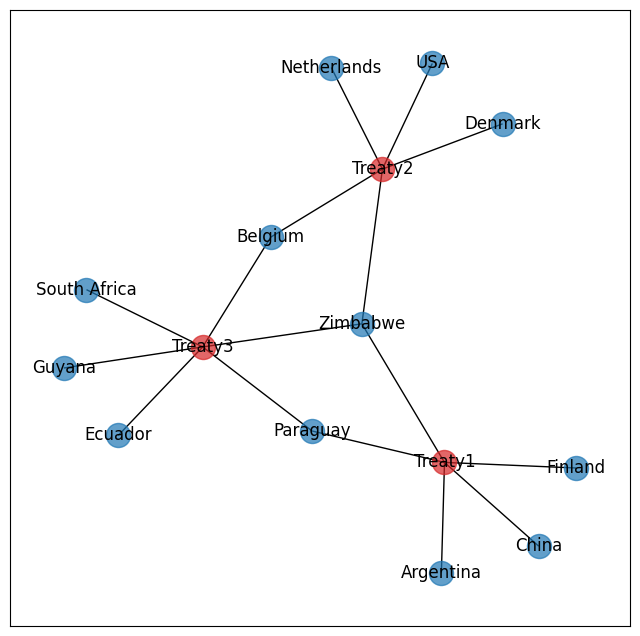 Netherlands
USA
Denmark
Treaty2
Belgium
South Africa
Zimbabwe
Treaty3
Guyana
Ecuador
Paraguay
Treaty1
Finland
China
Argentina